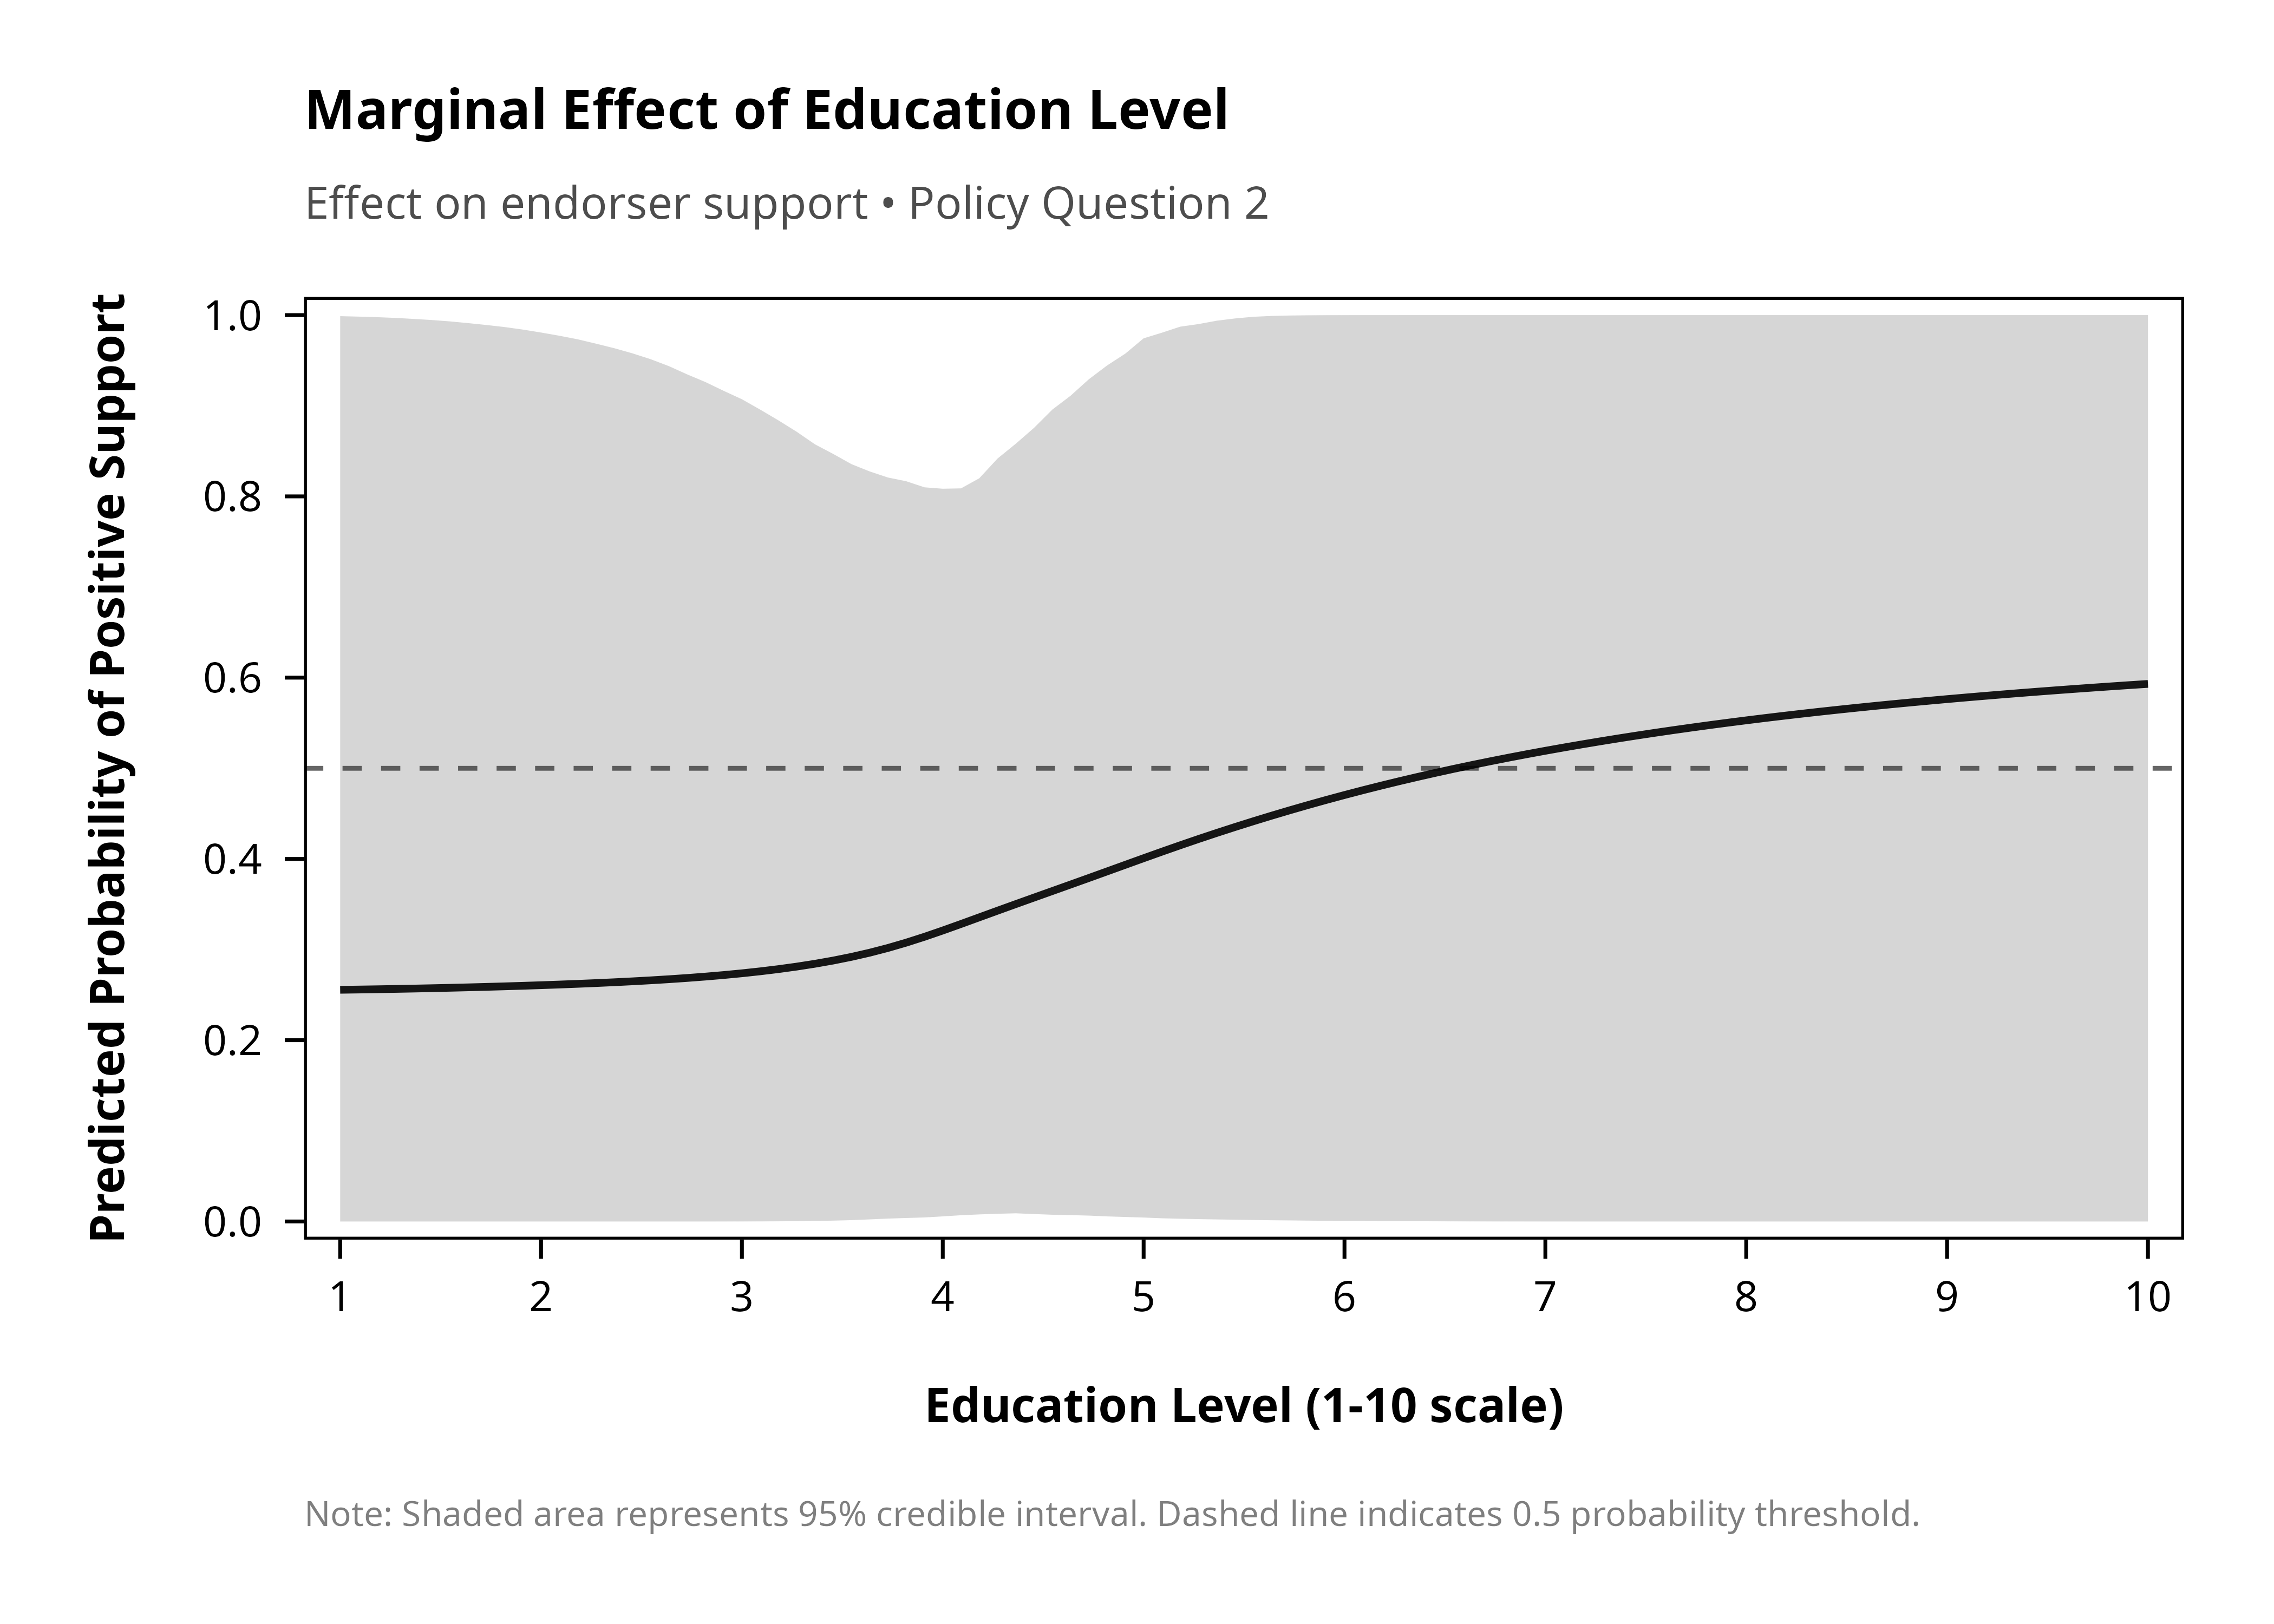 Marginal Effect of Education Level
Effect on endorser support • Policy Question 2
Predicted Probability of Positive Support
1.0
0.8
0.6
0.4
0.2
0.0
1 2 3 4 5 6 7 8 9 10
Education Level (1-10 scale)
Note: Shaded area represents 95% credible interval. Dashed line indicates 0.5 probability threshold.